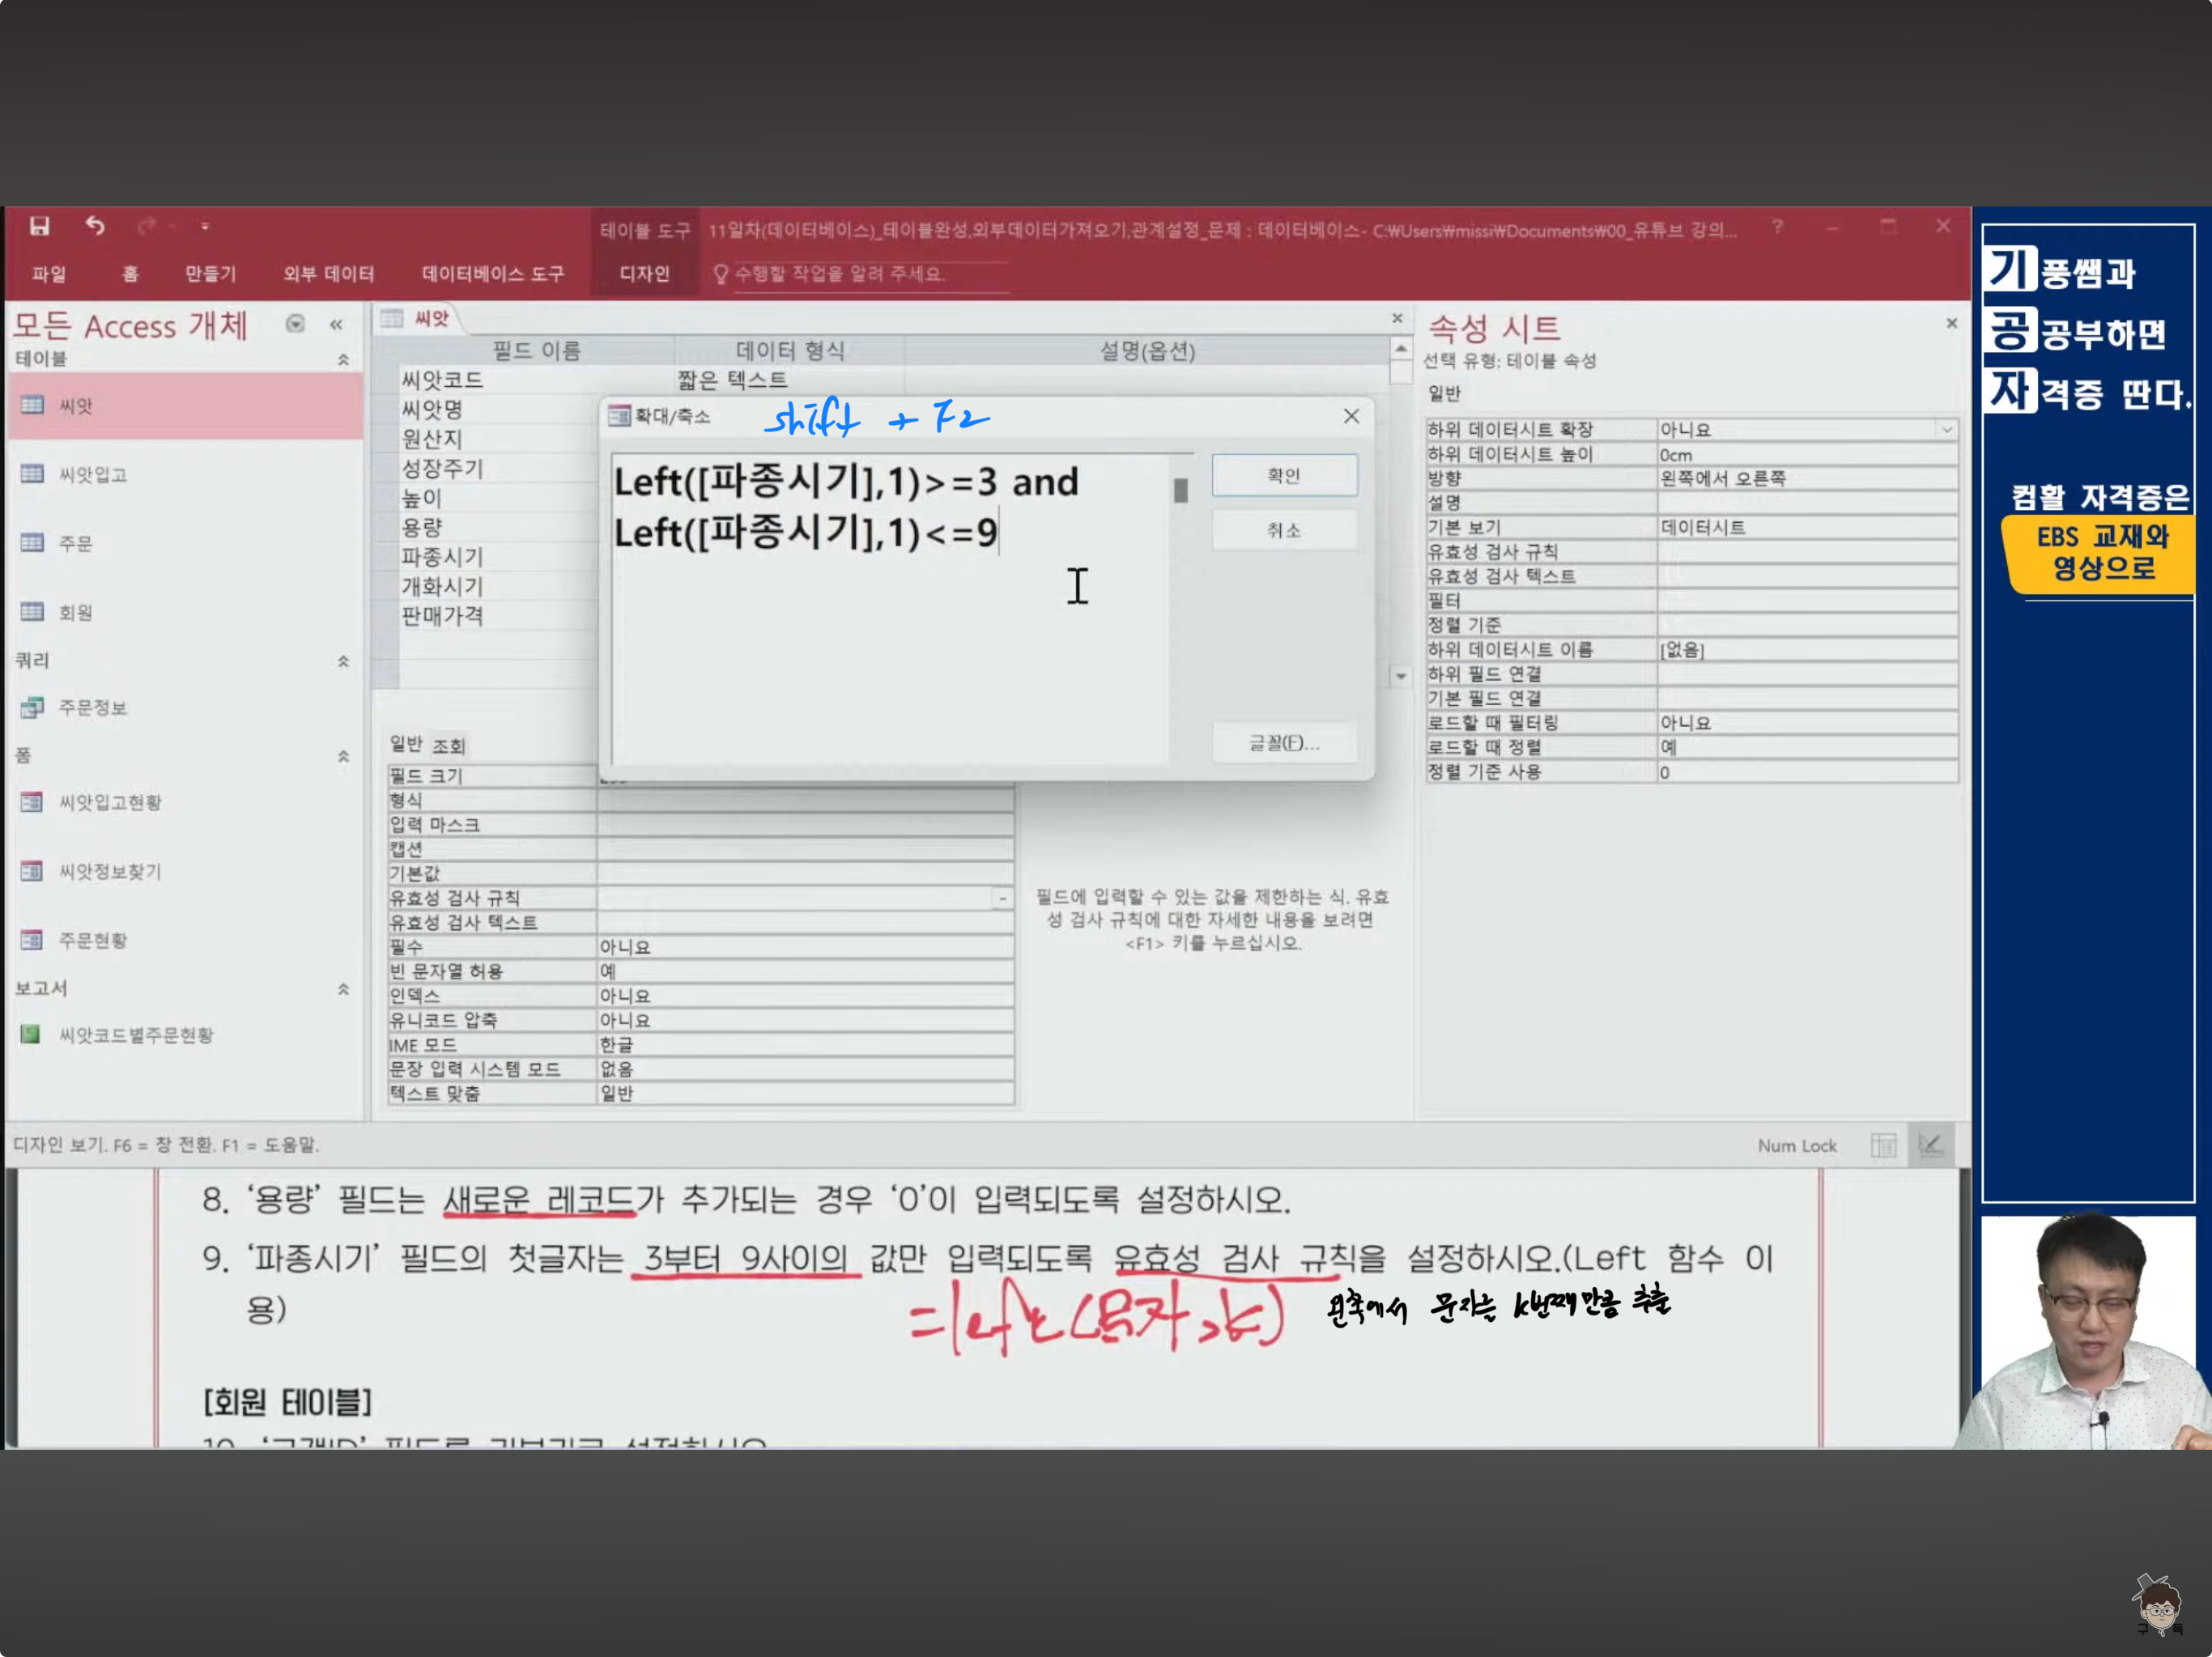 테이블 도구
11일차(데이터베이스)_테이블완성,외부데이터가져오기,관계설정_문제 : 데이터베이스- C:₩Users₩missi₩Documents₩00_유튜브 강의...
?
파일 홈 만들기 외부 데이터 데이터베이스 도구 디자인 수행할 작업을 알려 주세요.
모든 Access 개체
테이블
씨앗
씨앗입고
주문
회원
쿼리
주문정보
폼
씨앗입고현황
씨앗정보찾기
주문현황
보고서
씨앗코드별주문현황
씨앗
필드 이름 데이터 형식 설명(옵션)
씨앗코드 짧은 텍스트
씨앗명
원산지
성장주기
높이
용량
파종시기
개화시기
판매가격
확대/축소
shift + F2
Left([파종시기],1)>=3 and
Left([파종시기],1)<=9
확인
취소
글꼴(F)...
일반 조회
필드 크기
형식
입력 마스크
캡션
기본값
유효성 검사 규칙
유효성 검사 텍스트
필수 아니요
빈 문자열 허용 예
인덱스 아니요
유니코드 압축 아니요
IME 모드 한글
문장 입력 시스템 모드 없음
텍스트 맞춤 일반
필드에 입력할 수 있는 값을 제한하는 식. 유효
성 검사 규칙에 대한 자세한 내용을 보려면
<F1> 키를 누르십시오.
속성 시트
선택 유형: 테이블 속성
일반
하위 데이터시트 확장 아니요
하위 데이터시트 높이 0cm
방향 왼쪽에서 오른쪽
설명
기본 보기 데이터시트
유효성 검사 규칙
유효성 검사 텍스트
필터
정렬 기준
하위 데이터시트 이름 [없음]
하위 필드 연결
기본 필드 연결
로드할 때 필터링 아니요
로드할 때 정렬 예
정렬 기준 사용 0
디자인 보기. F6 = 창 전환. F1 = 도움말.
Num Lock
8. ‘용량’ 필드는 새로운 레코드가 추가되는 경우 ‘0’이 입력되도록 설정하시오.
9. ‘파종시기’ 필드의 첫글자는 3부터 9사이의 값만 입력되도록 유효성 검사 규칙을 설정하시오.(Left 함수 이
용)
=left(문자,k)
왼쪽에서 문자를 k번째만큼 추출
[회원 테이블]
10. ‘고객ID’ 필드를 기본키로 설정하시오
기풍쌤과
공공부하면
자격증 딴다.
컴활 자격증은
EBS 교재와
영상으로
구독